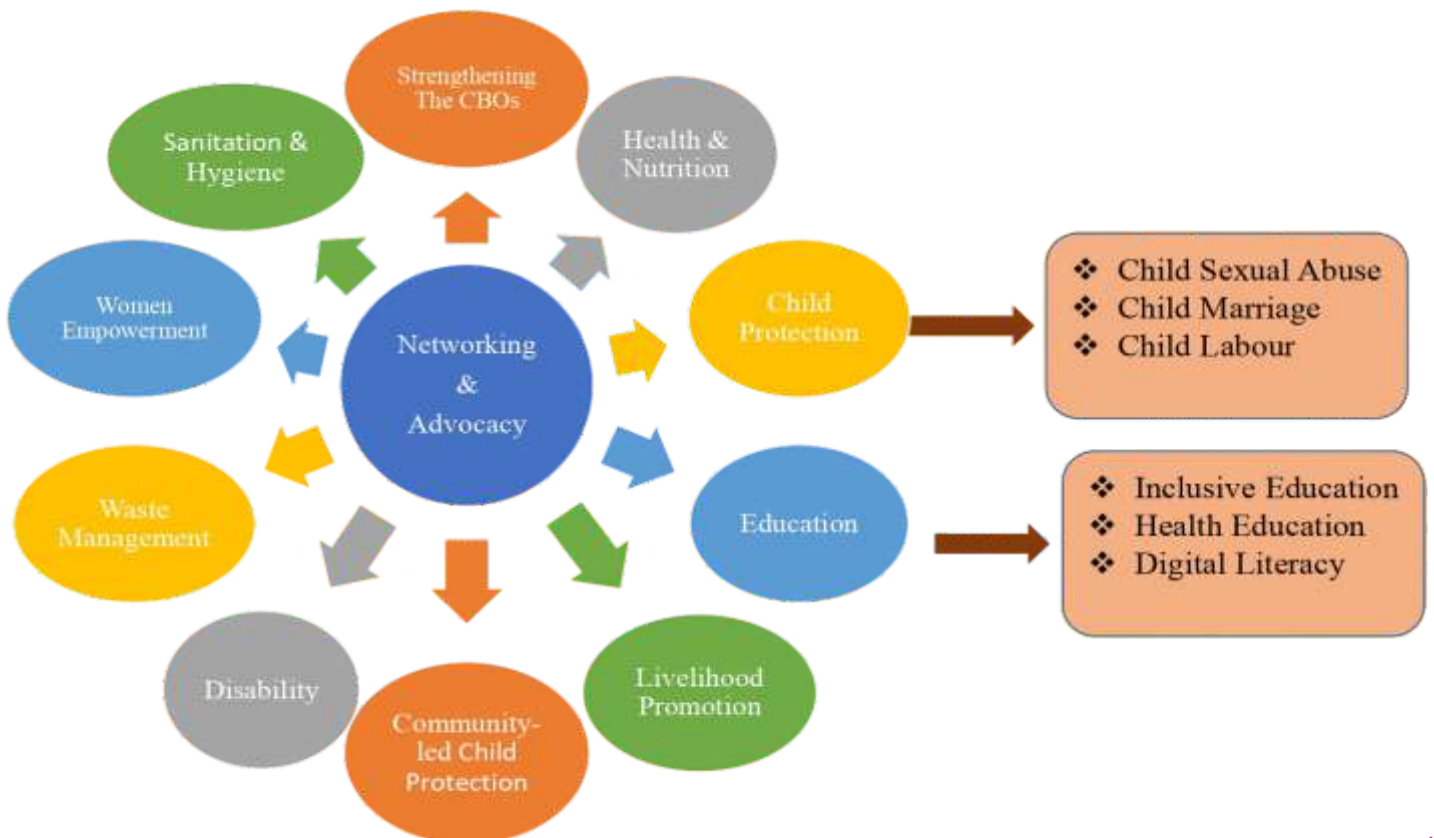 Strengthening
The CBOs
Health &
Nutrition
Child
Protection
❖ Child Sexual Abuse
❖ Child Marriage
❖ Child Labour
Education
❖ Inclusive Education
❖ Health Education
❖ Digital Literacy
Livelihood
Promotion
Community-
led Child
Protection
Disability
Waste
Management
Women
Empowerment
Sanitation &
Hygiene
Networking
&
Advocacy